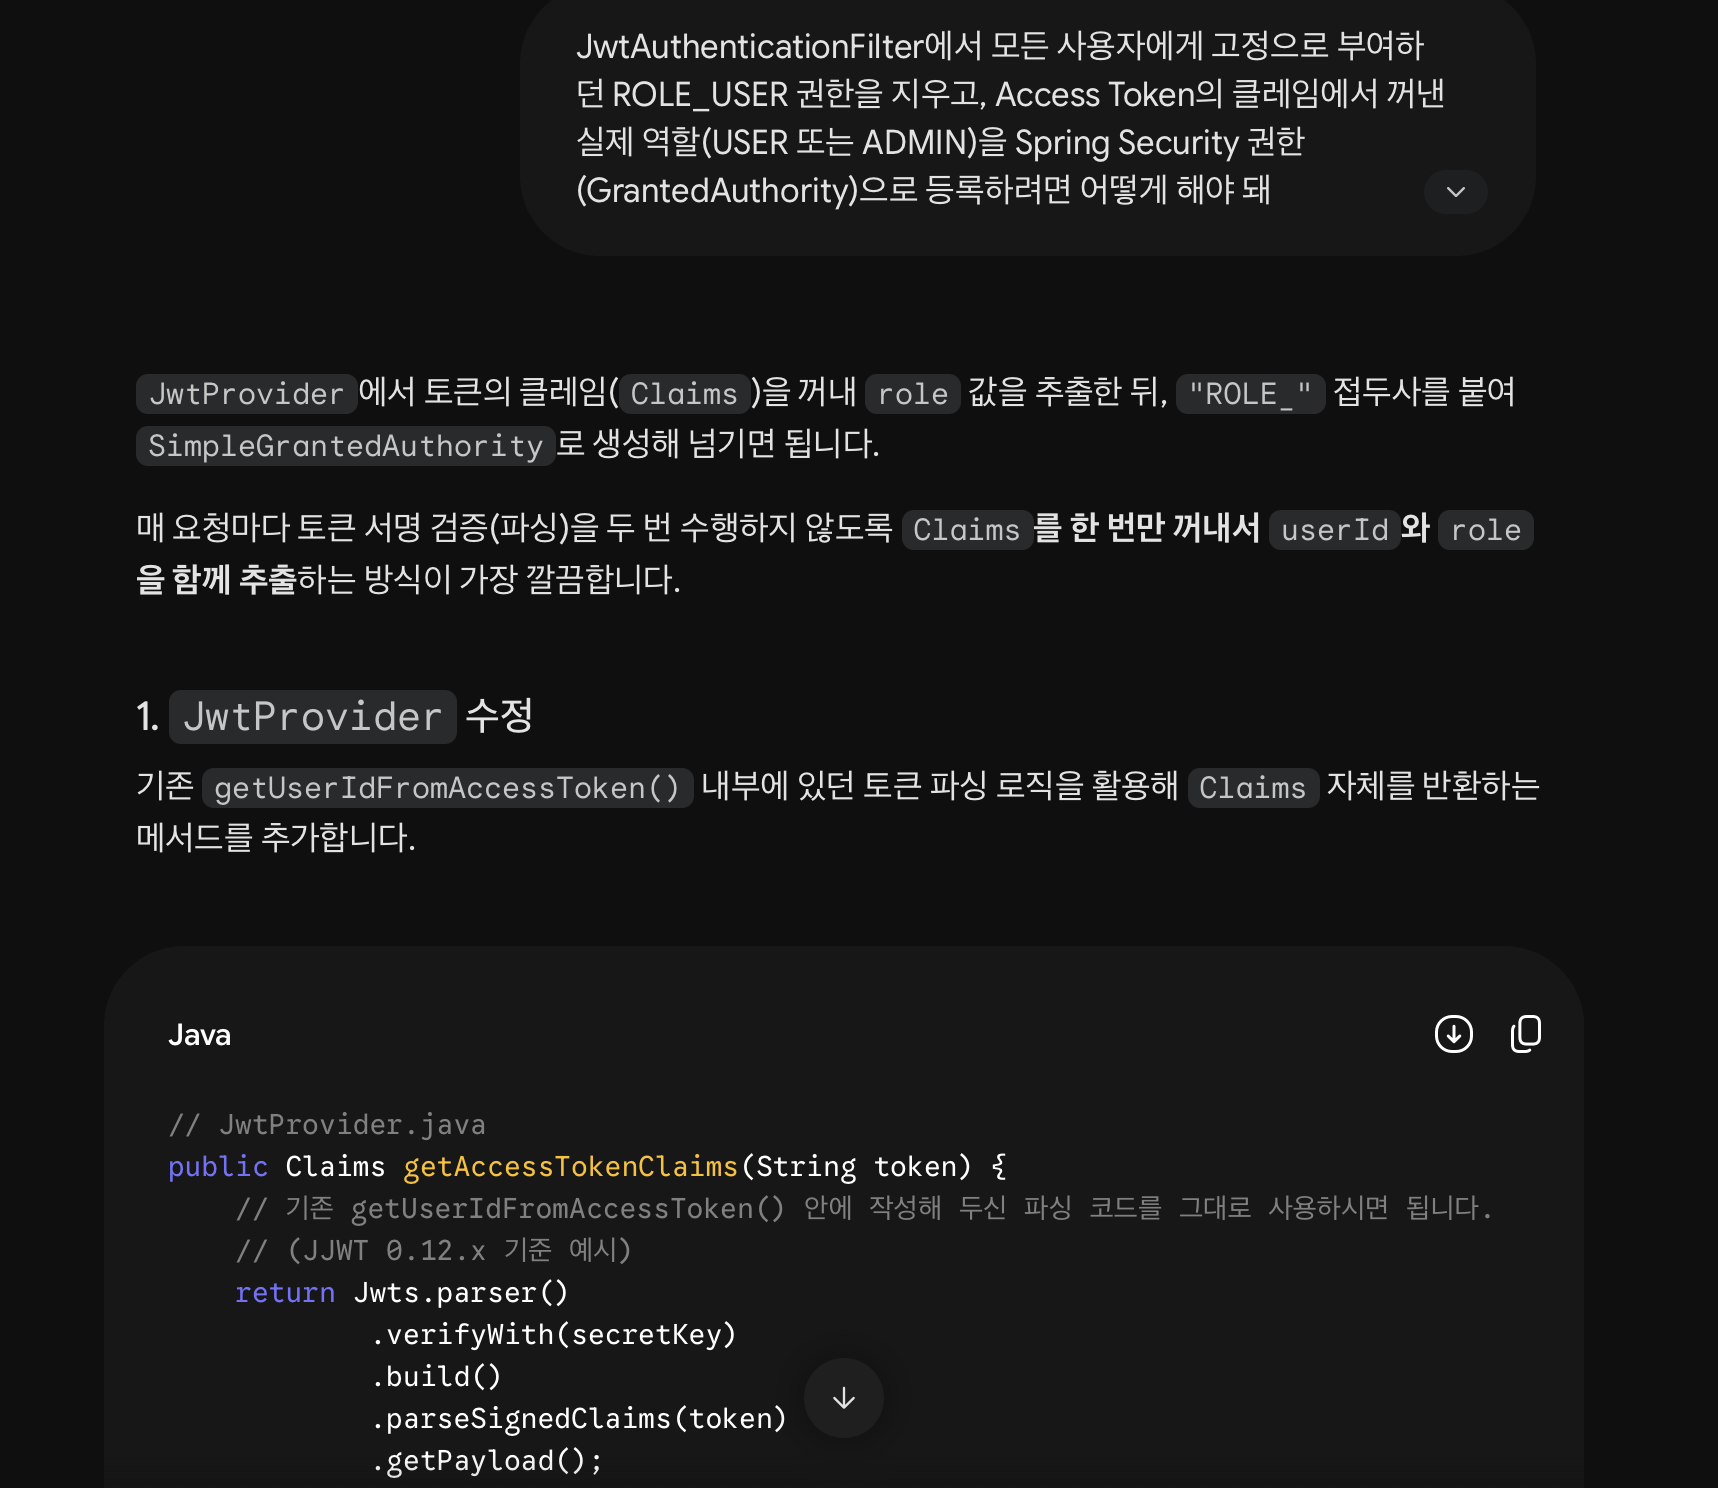 JwtAuthenticationFilter에서 모든 사용자에게 고정으로 부여하
던 ROLE_USER 권한을 지우고, Access Token의 클레임에서 꺼낸
실제 역할(USER 또는 ADMIN)을 Spring Security 권한
(GrantedAuthority)으로 등록하려면 어떻게 해야 돼
JwtProvider에서 토큰의 클레임(Claims)을 꺼내 role 값을 추출한 뒤, "ROLE_" 접두사를 붙여
SimpleGrantedAuthority로 생성해 넘기면 됩니다.
매 요청마다 토큰 서명 검증(파싱)을 두 번 수행하지 않도록 Claims를 한 번만 꺼내서 userId와 role
을 함께 추출하는 방식이 가장 깔끔합니다.
1. JwtProvider 수정
기존 getUserIdFromAccessToken() 내부에 있던 토큰 파싱 로직을 활용해 Claims 자체를 반환하는
메서드를 추가합니다.
Java
// JwtProvider.java
public Claims getAccessTokenClaims(String token) {
// 기존 getUserIdFromAccessToken() 안에 작성해 두신 파싱 코드를 그대로 사용하시면 됩니다.
// (JJWT 0.12.x 기준 예시)
return Jwts.parser()
.verifyWith(secretKey)
.build()
.parseSignedClaims(token)
.getPayload();